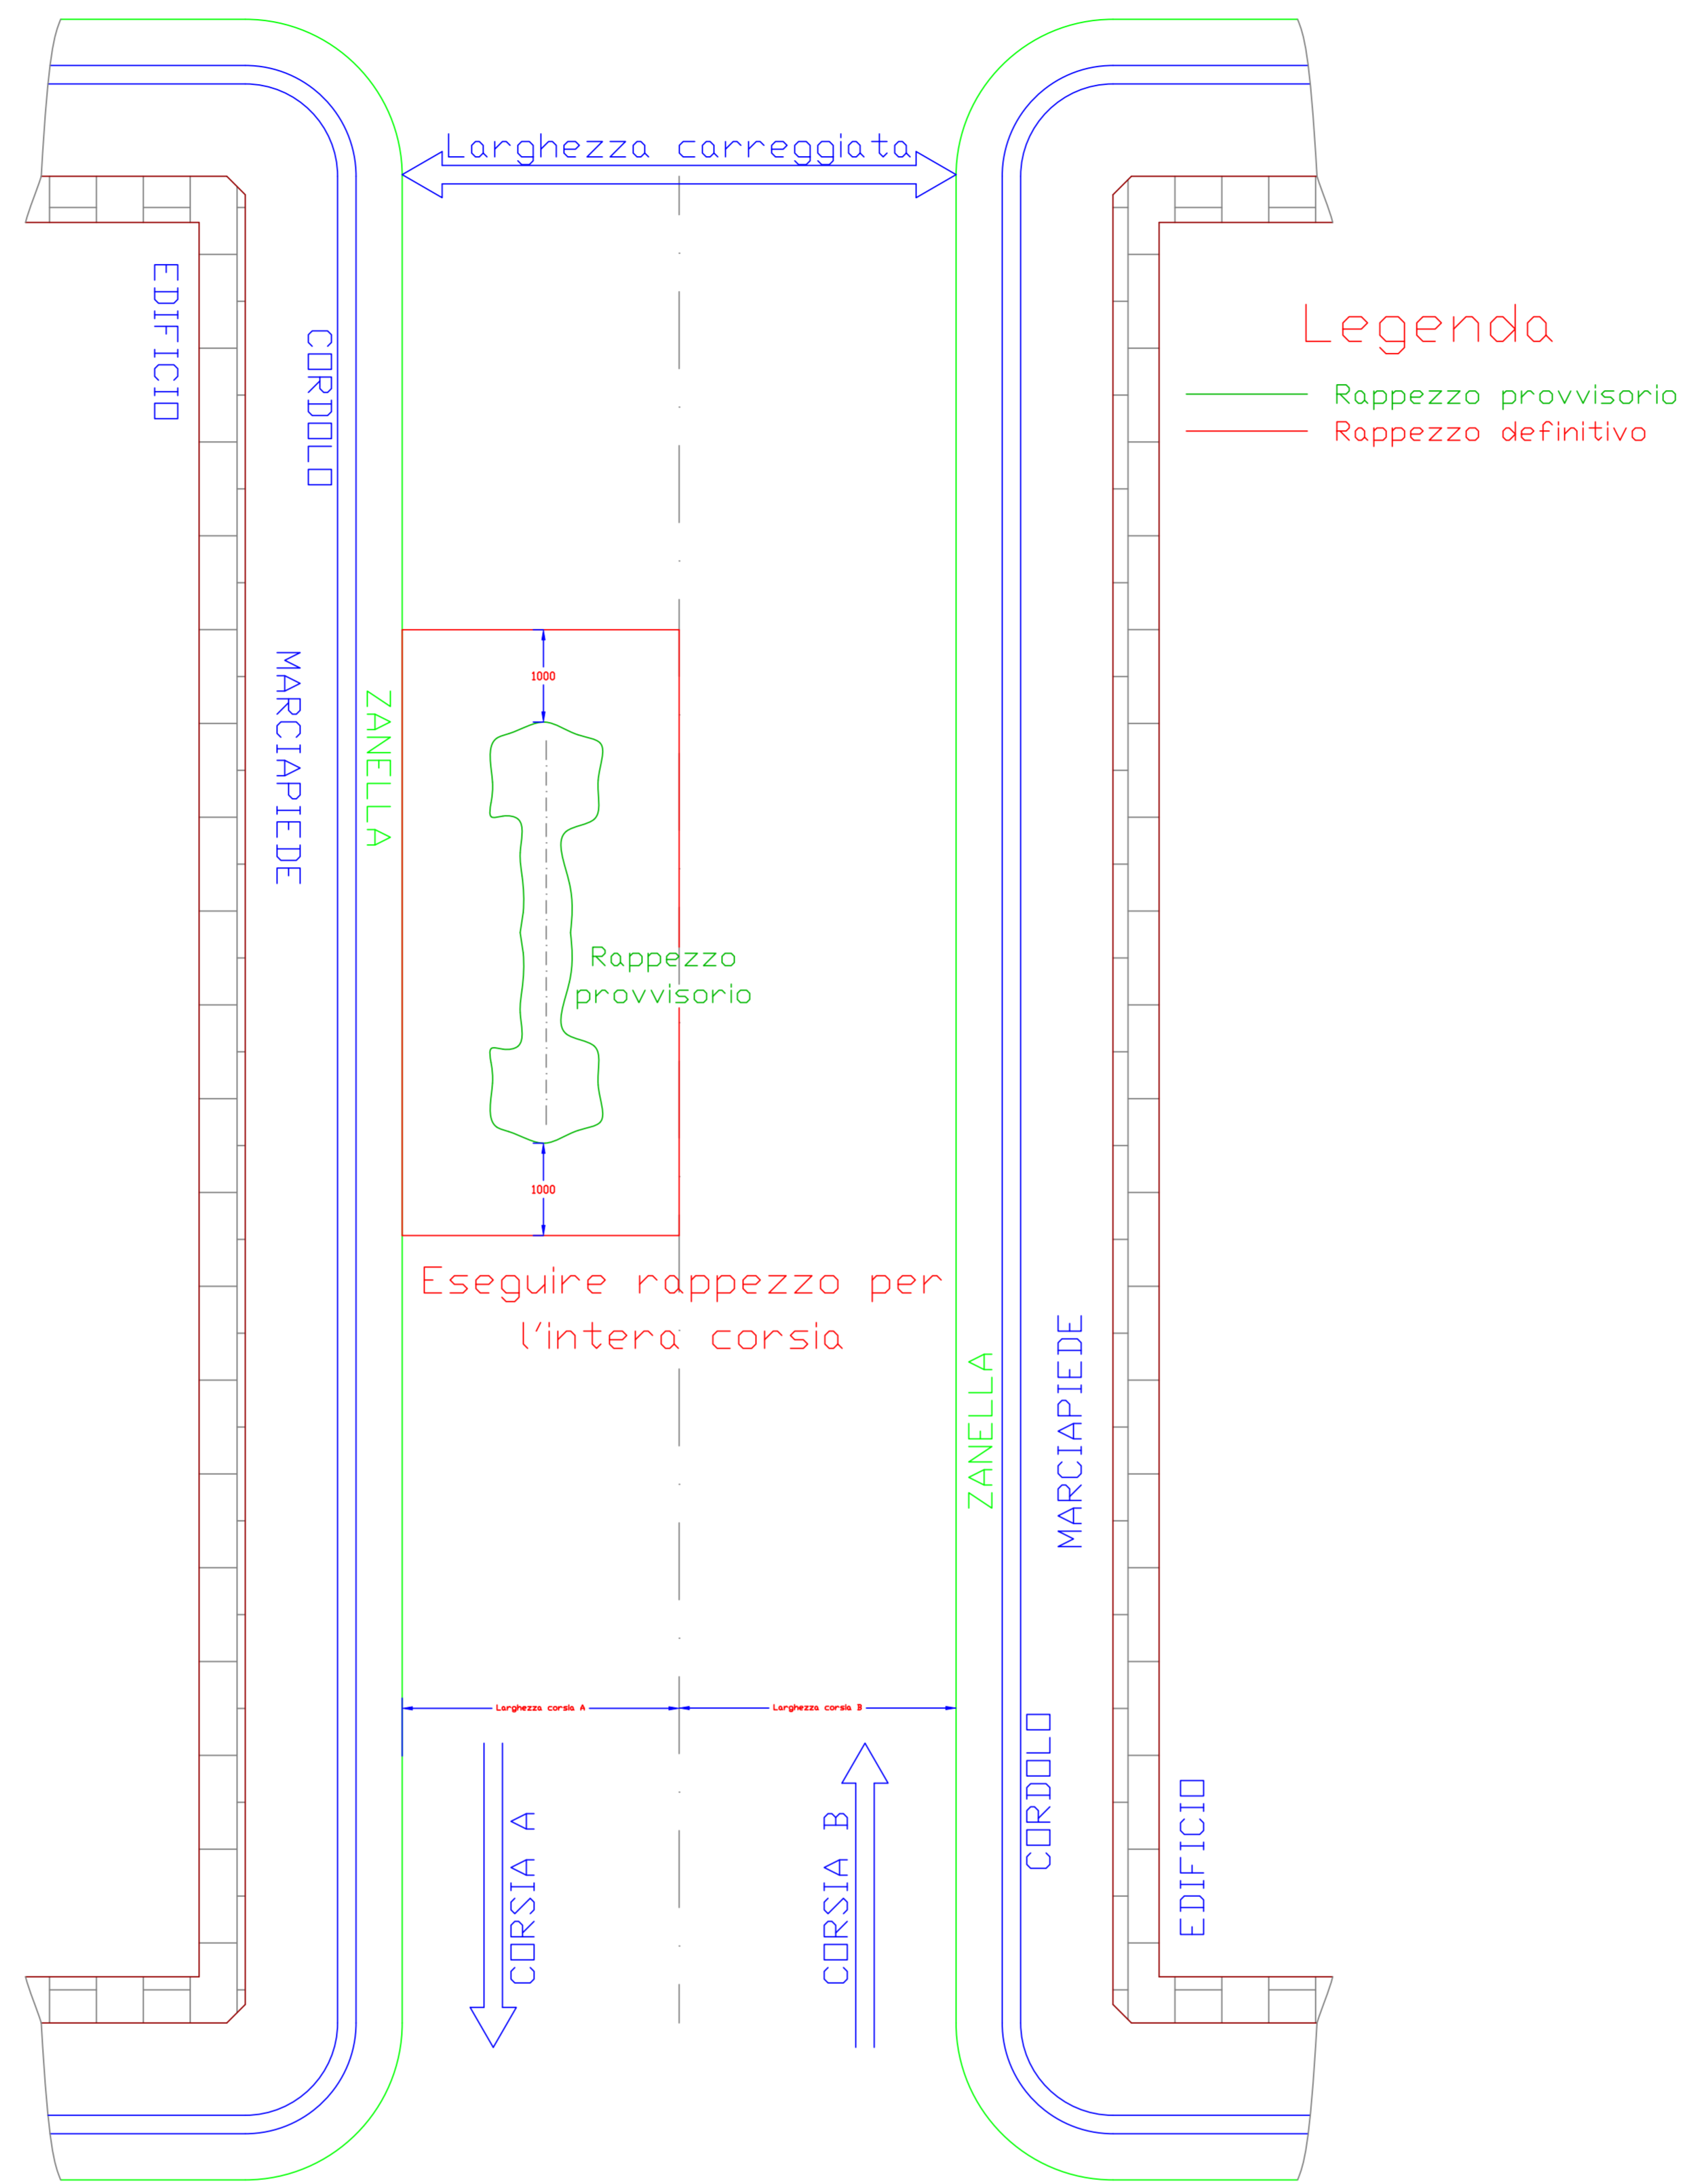 Larghezza carreggiata
EDIFICIO
CORDOLO
Legenda
Rappezzo provvisorio
Rappezzo definitivo
MARCIAPIEDE
ZANELLA
1000
Rappezzo
provvisorio
1000
Eseguire rappezzo per
l'intera corsia
ZANELLA
MARCIAPIEDE
Larghezza corsia A
Larghezza corsia B
CORDOLO
EDIFICIO
CORSIA A
CORSIA B